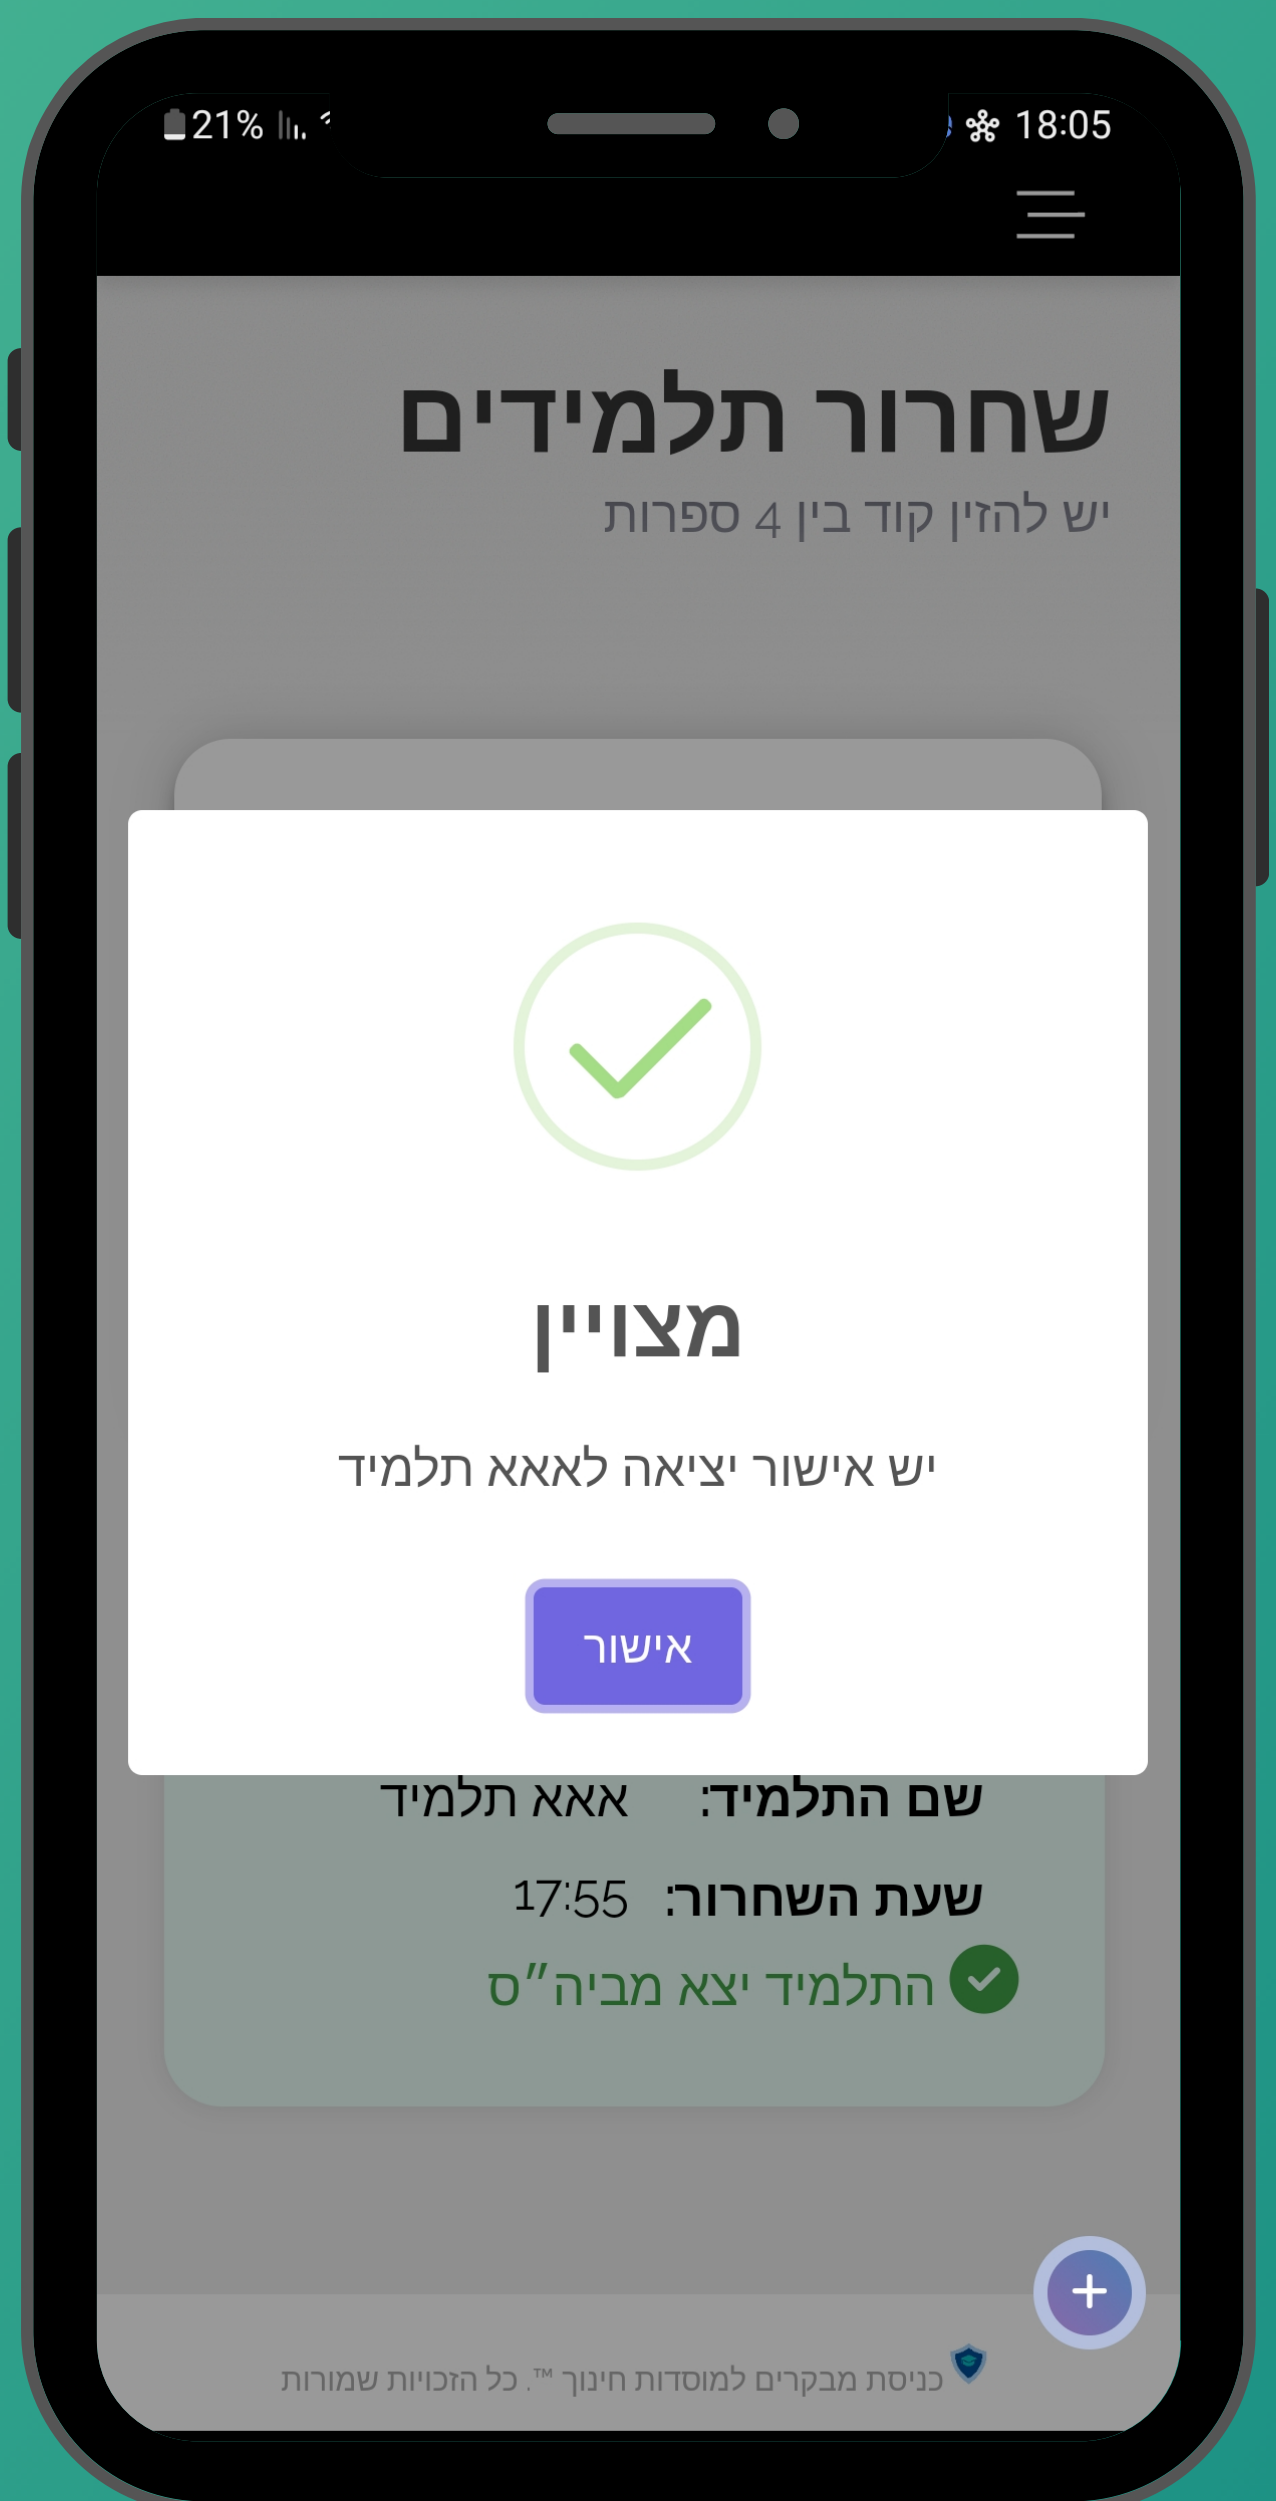 21% 18:05
שחרור תלמידים
יש להזין קוד בין 4 ספרות
מצויין
יש אישור יציאה לאאא תלמיד
אישור
שם התלמיד: אאא תלמיד
שעת השחרור: 17:55
התלמיד יצא מביה״ס
כניסת מבקרים למוסדות חינוך ™. כל הזכויות שמורות